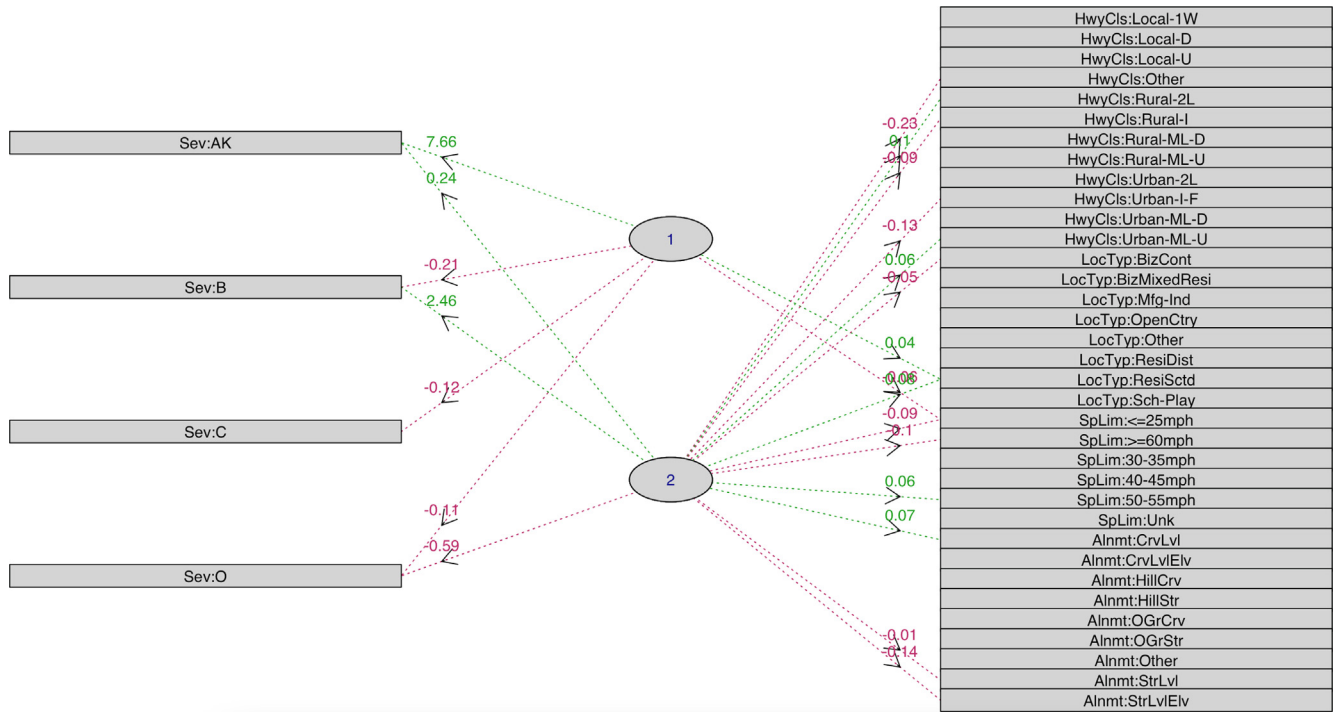 Sev:AK
Sev:B
Sev:C
Sev:O
7.66
0.24
-0.21
2.46
-0.12
-0.11
-0.59
1
2
-0.23
0.1
-0.09
-0.13
0.06
-0.05
0.04
-0.06
-0.09
-0.1
0.06
0.07
-0.01
-0.14
HwyCls:Local-1W
HwyCls:Local-D
HwyCls:Local-U
HwyCls:Other
HwyCls:Rural-2L
HwyCls:Rural-I
HwyCls:Rural-ML-D
HwyCls:Rural-ML-U
HwyCls:Urban-2L
HwyCls:Urban-I-F
HwyCls:Urban-ML-D
HwyCls:Urban-ML-U
LocTyp:BizCont
LocTyp:BizMixedResi
LocTyp:Mfg-Ind
LocTyp:OpenCtry
LocTyp:Other
LocTyp:ResiDist
LocTyp:ResiSctd
LocTyp:Sch-Play
SpLim:<=25mph
SpLim:>=60mph
SpLim:30-35mph
SpLim:40-45mph
SpLim:50-55mph
SpLim:Unk
Alnmt:CrvLvl
Alnmt:CrvLvlElv
Alnmt:HillCrv
Alnmt:HillStr
Alnmt:OGrCrv
Alnmt:OGrStr
Alnmt:Other
Alnmt:StrLvl
Alnmt:StrLvlElv